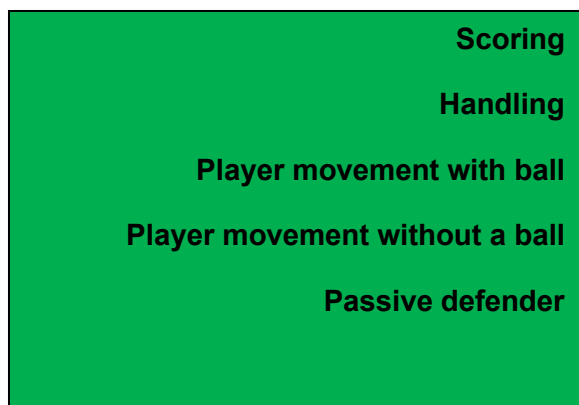 Scoring
Handling
Player movement with ball
Player movement without a ball
Passive defender